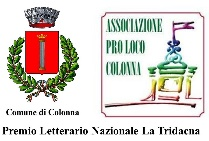 ASSOCIAZIONE
PRO LOCO
COLONNA
Comune di Colonna
Premio Letterario Nazionale La Tridacna